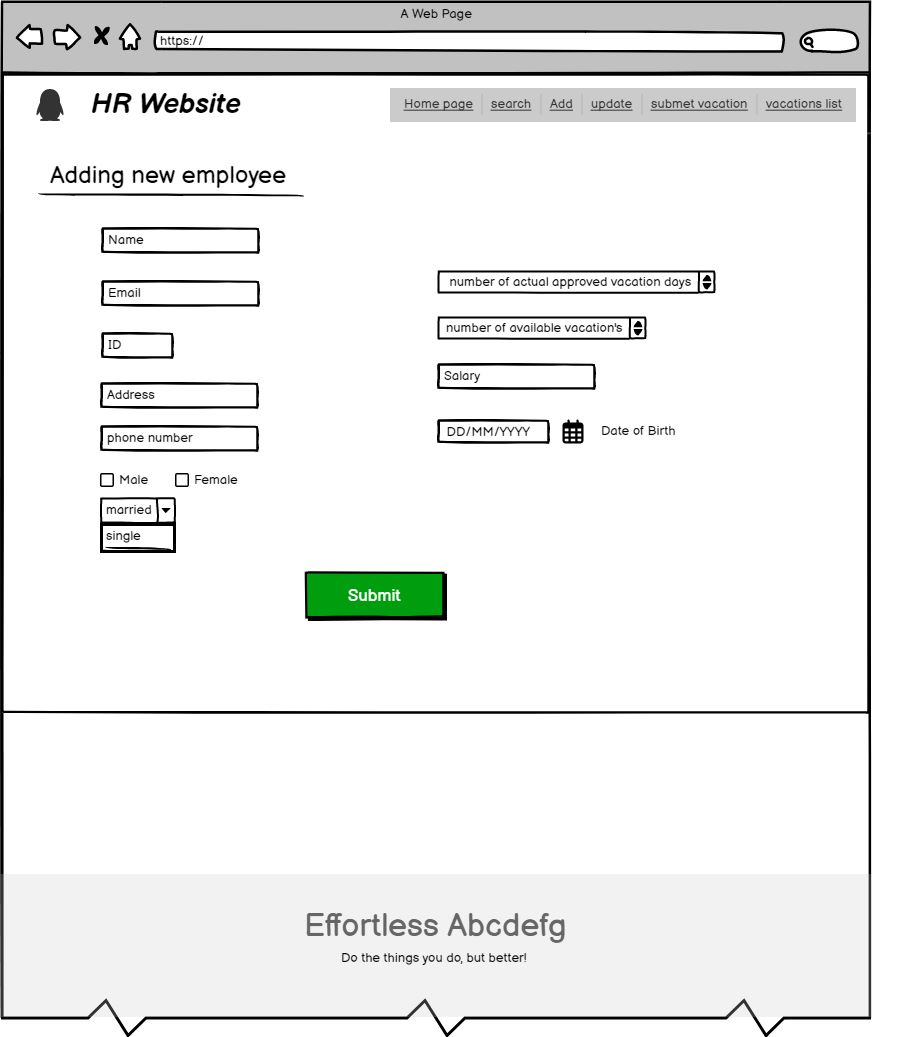 A Web Page
https://
HR Website
Home page search Add update submet vacation vacations list
Adding new employee
Name
Email
ID
Address
phone number
Male Female
married
single
number of actual approved vacation days
number of available vacation's
Salary
DD/MM/YYYY Date of Birth
Submit
Effortless Abcdefg
Do the things you do, but better!